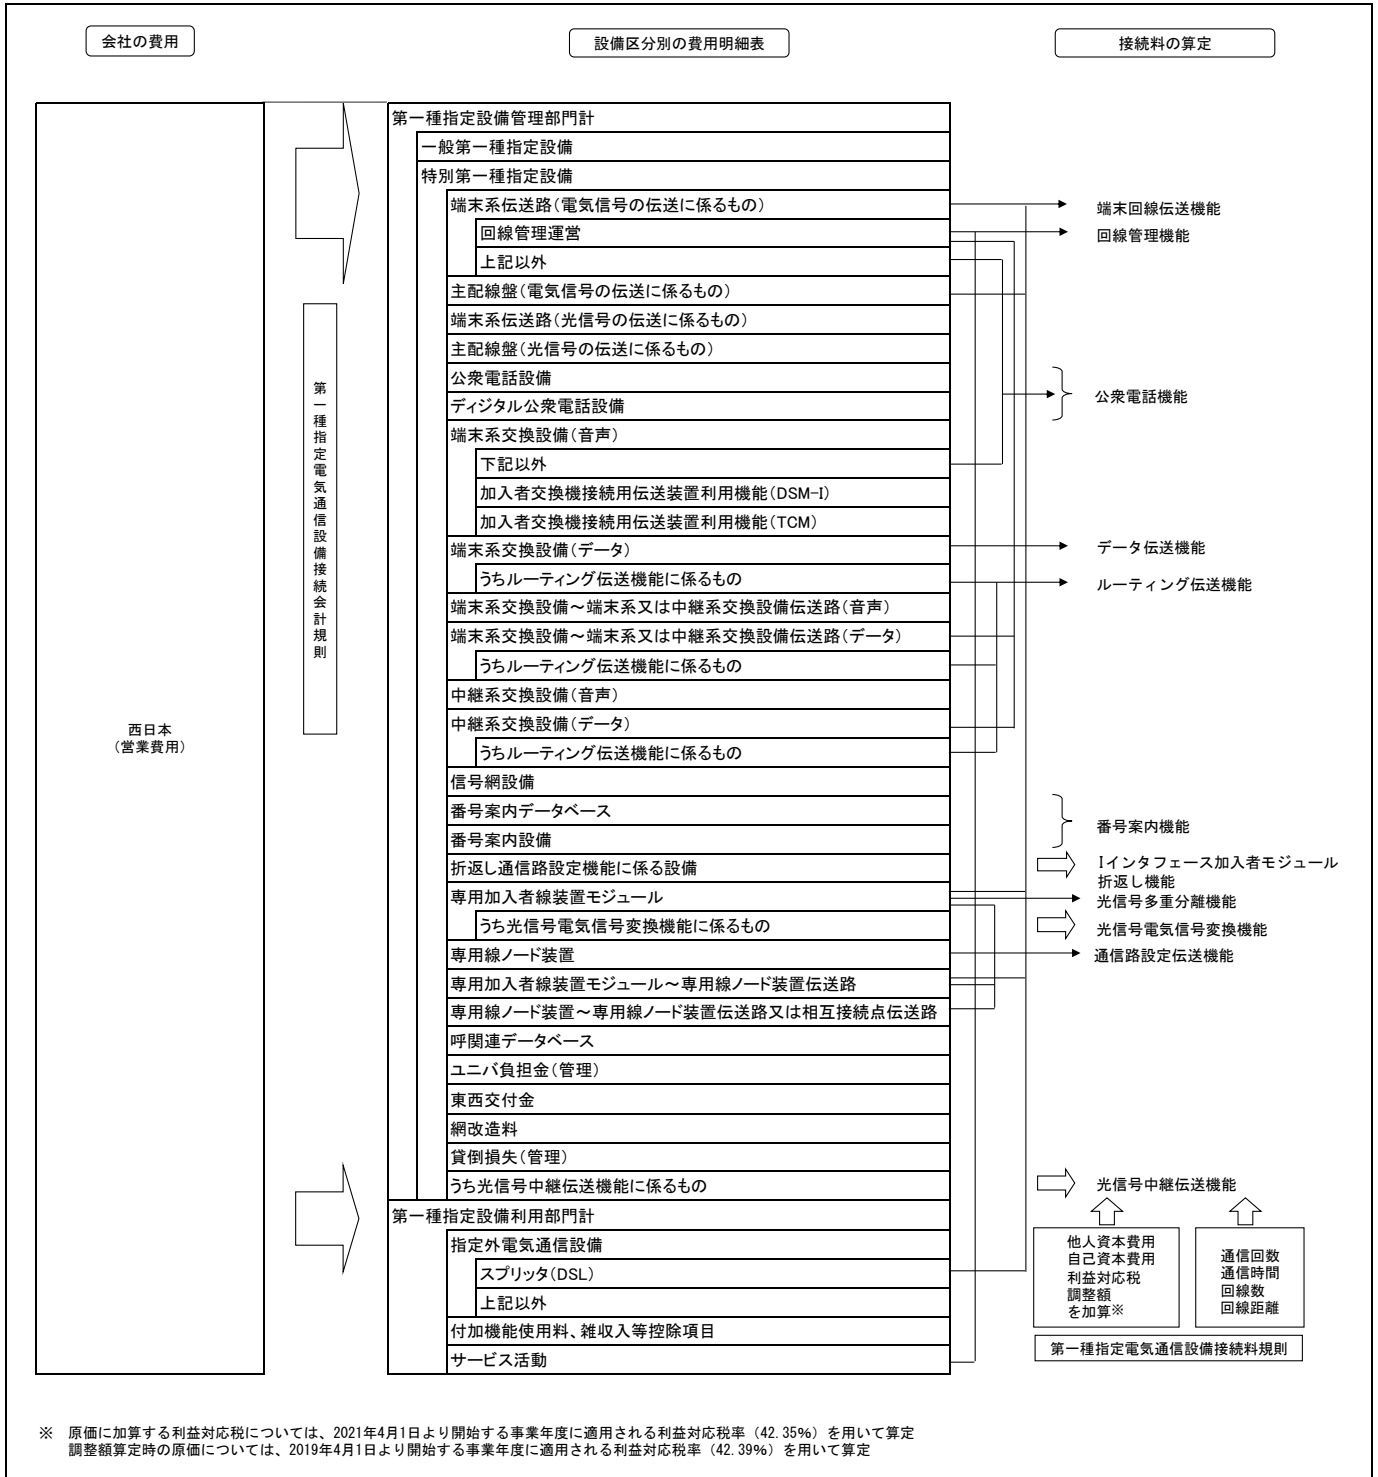 会社の費用
設備区分別の費用明細表
接続料の算定
第一種指定設備管理部門計
一般第一種指定設備
特別第一種指定設備
端末系伝送路(電気信号の伝送に係るもの)
回線管理運営
上記以外
主配線盤(電気信号の伝送に係るもの)
端末系伝送路(光信号の伝送に係るもの)
主配線盤(光信号の伝送に係るもの)
公衆電話設備
ディジタル公衆電話設備
端末系交換設備(音声)
下記以外
加入者交換機接続用伝送装置利用機能(DSM-I)
加入者交換機接続用伝送装置利用機能(TCM)
端末系交換設備(データ)
うちルーティング伝送機能に係るもの
端末系交換設備～端末系又は中継系交換設備伝送路(音声)
端末系交換設備～端末系又は中継系交換設備伝送路(データ)
うちルーティング伝送機能に係るもの
中継系交換設備(音声)
中継系交換設備(データ)
うちルーティング伝送機能に係るもの
信号網設備
番号案内データベース
番号案内設備
折返し通信路設定機能に係る設備
専用加入者線装置モジュール
うち光信号電気信号変換機能に係るもの
専用線ノード装置
専用加入者線装置モジュール～専用線ノード装置伝送路
専用線ノード装置～専用線ノード装置伝送路又は相互接続点伝送路
呼関連データベース
ユニバ負担金(管理)
東西交付金
網改造料
貸倒損失(管理)
うち光信号中継伝送機能に係るもの
第一種指定設備利用部門計
指定外電気通信設備
スプリッタ(DSL)
上記以外
付加機能使用料、雑収入等控除項目
サービス活動
西日本
(営業費用)
第一種指定電気通信設備接続会計規則
端末回線伝送機能
回線管理機能
公衆電話機能
データ伝送機能
ルーティング伝送機能
番号案内機能
Iインタフェース加入者モジュール
折返し機能
光信号多重分離機能
光信号電気信号変換機能
通信路設定伝送機能
光信号中継伝送機能
他人資本費用
自己資本費用
利益対応税
調整額
を加算※
通信回数
通信時間
回線数
回線距離
第一種指定電気通信設備接続料規則
※ 原価に加算する利益対応税については、2021年4月1日より開始する事業年度に適用される利益対応税率（42.35%）を用いて算定
調整額算定時の原価については、2019年4月1日より開始する事業年度に適用される利益対応税率（42.39%）を用いて算定